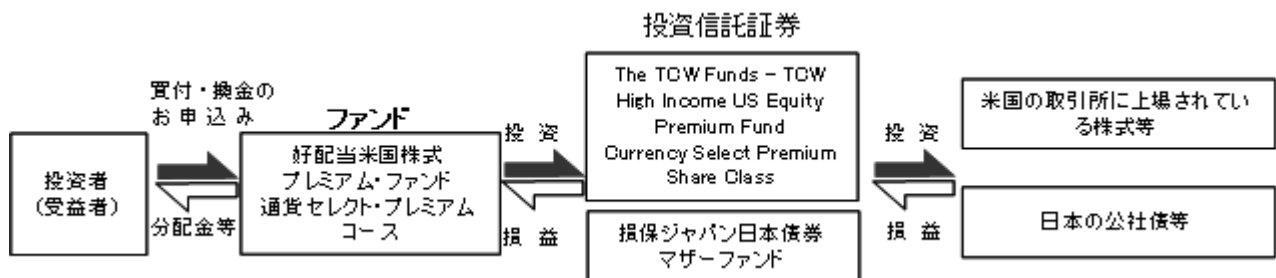 投資信託証券
買付・換金の
お申込み
ファンド
投資者
(受益者)
分配金等
好配当米国株式
プレミアム・ファンド
通貨セレクト・プレミアム
コース
投 資
損 益
The TCW Funds – TCW
High Income US Equity
Premium Fund
Currency Select Premium
Share Class
損保ジャパン日本債券
マザーファンド
投 資
損 益
米国の取引所に上場されてい
る株式等
日本の公社債等